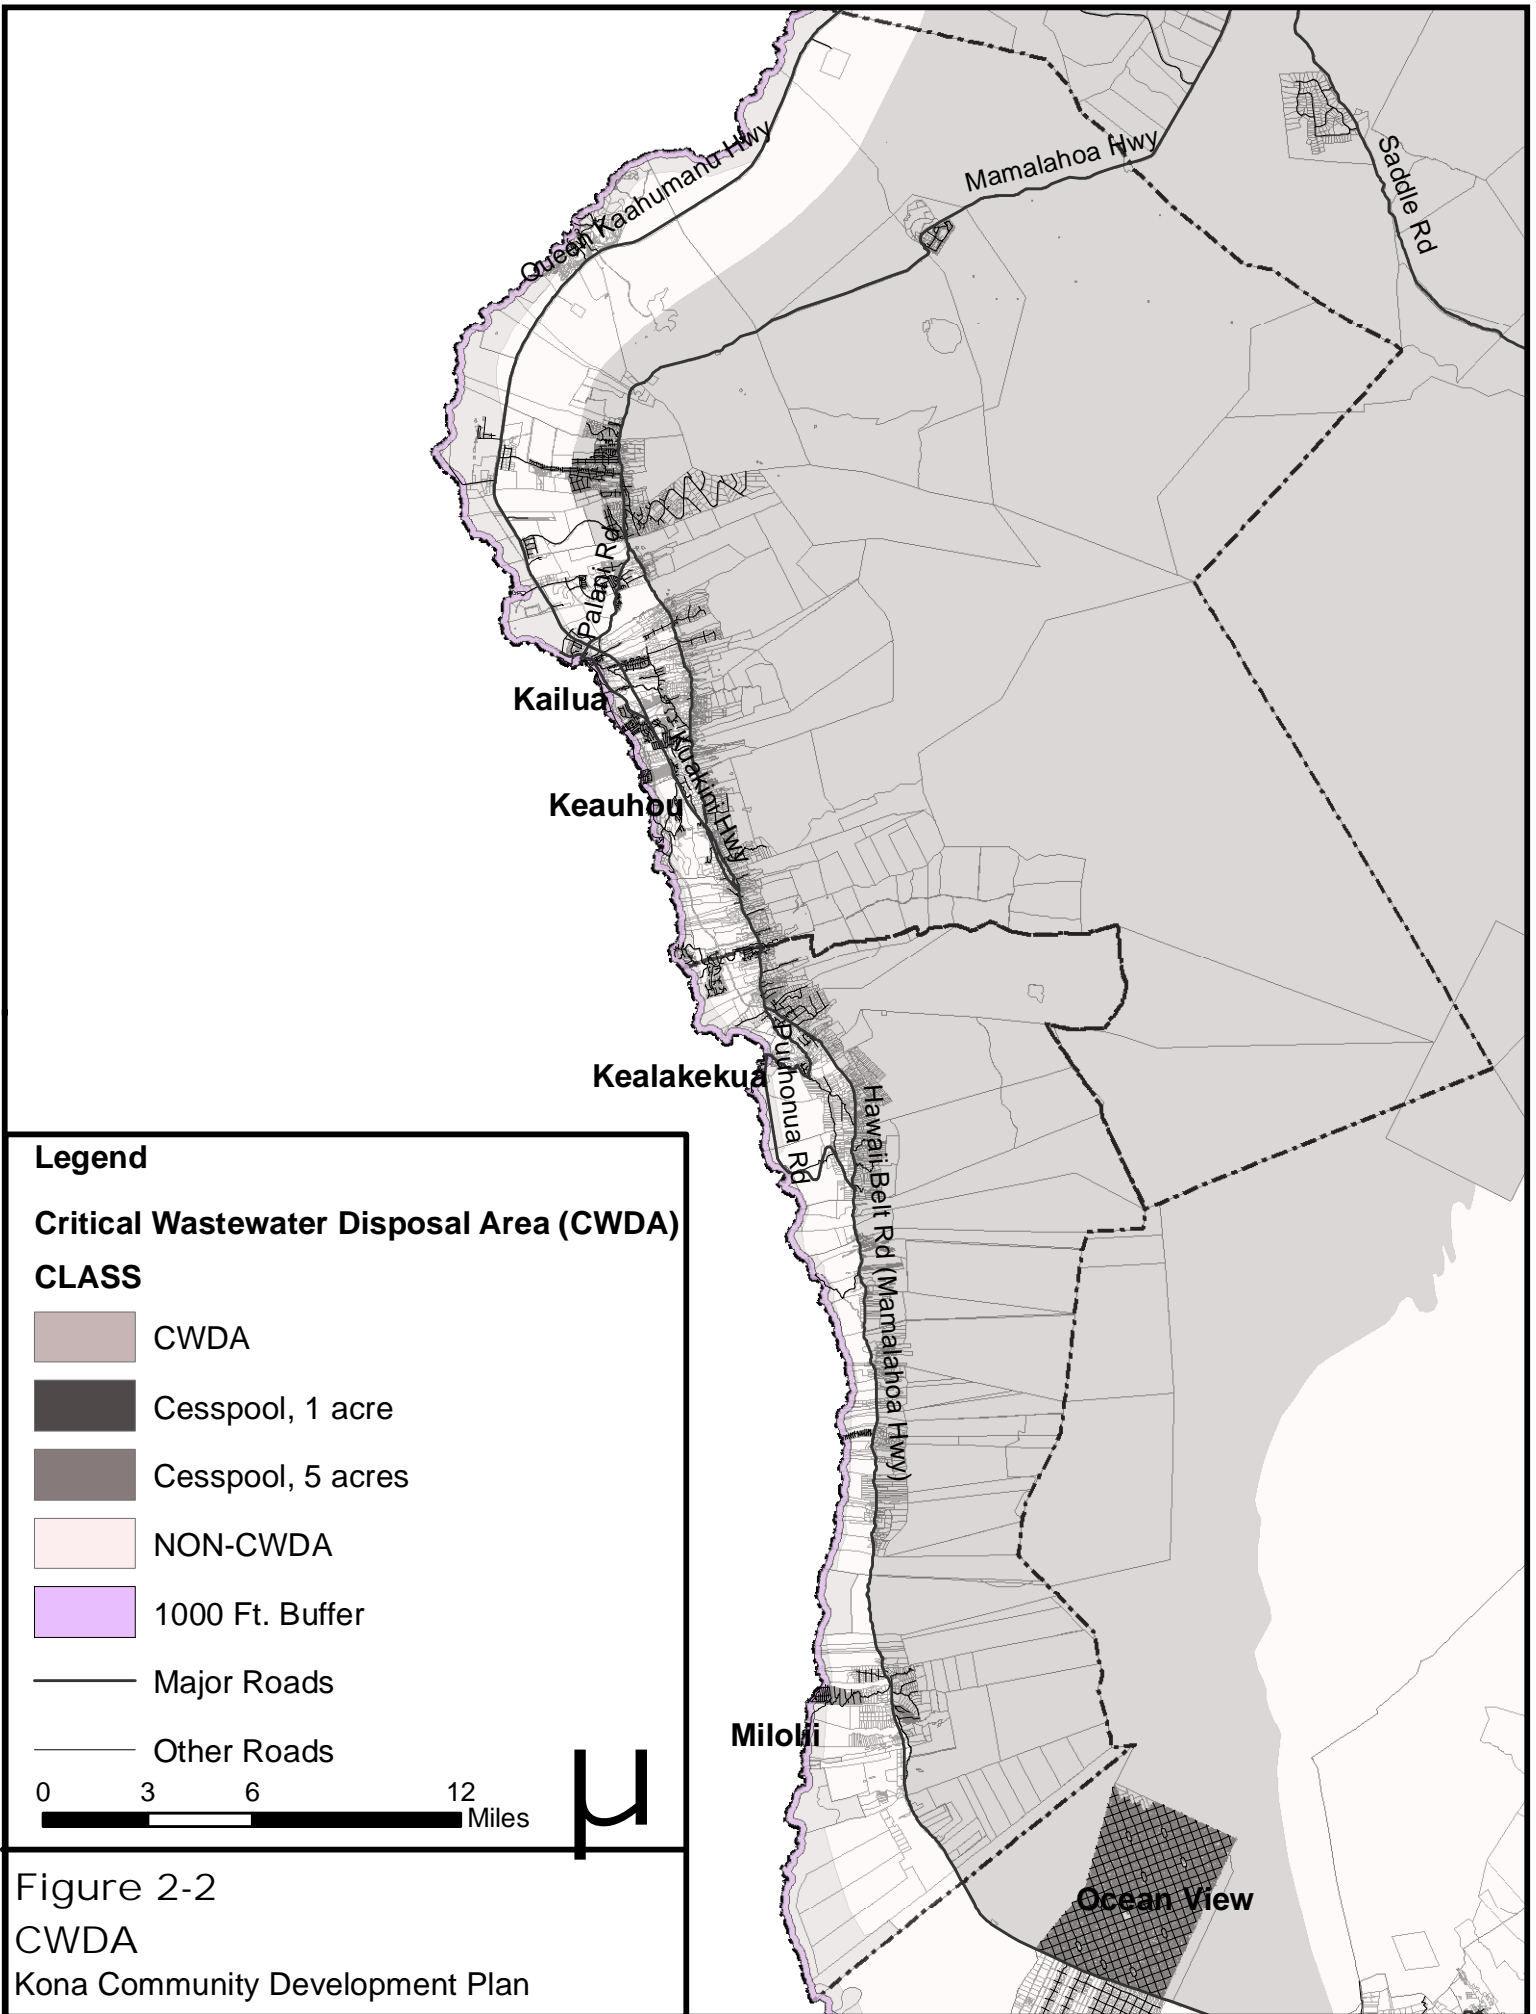 Queen Kaahumanu Hwy
Mamalahoa Hwy
Saddle Rd
Palani Rd
Kailua
Kuakini Hwy
Keauhou
Kealakekua
Puuhonua Rd
Hawaii Belt Rd (Mamalahoa Hwy)
Milolii
Ocean View
Legend
Critical Wastewater Disposal Area (CWDA)
CLASS
CWDA
Cesspool, 1 acre
Cesspool, 5 acres
NON-CWDA
1000 Ft. Buffer
Major Roads
Other Roads
0 3 6 12
Miles
µ
Figure 2-2
CWDA
Kona Community Development Plan